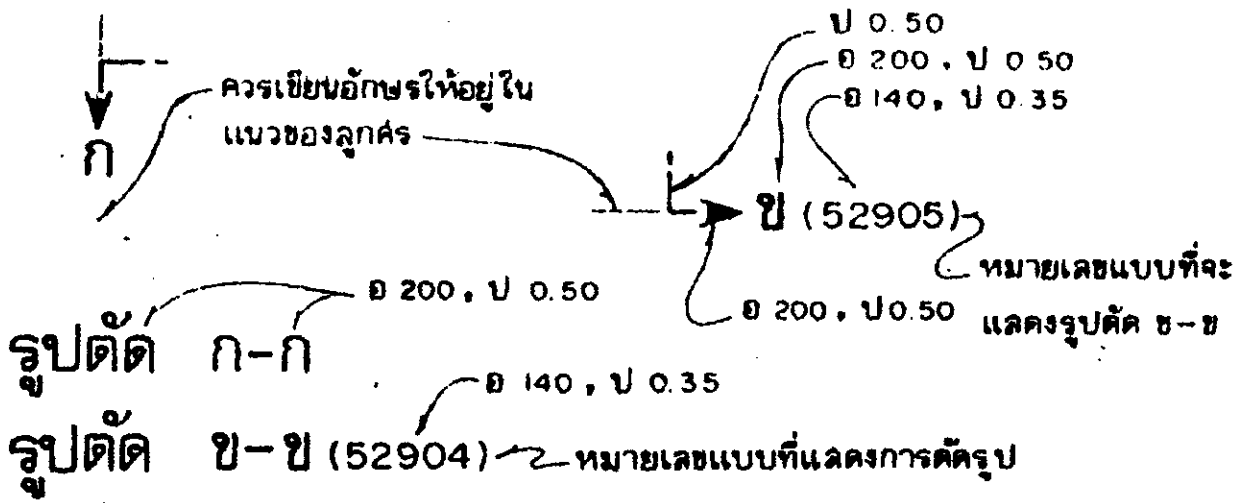 ป 0.50
อ 200, ป 0 50
อ 140, ป 0.35
ควรเขียนอักษรให้อยู่ใน
แนวของลูกศร
ก
ข (52905)
หมายเลขแบบที่จะ
แสดงรูปตัด ข-ข
อ 200, ป 0.50
อ 200, ป 0.50
รูปตัด ก-ก
อ 140, ป 0.35
รูปตัด ข-ข (52904)
หมายเลขแบบที่แสดงการตัดรูป